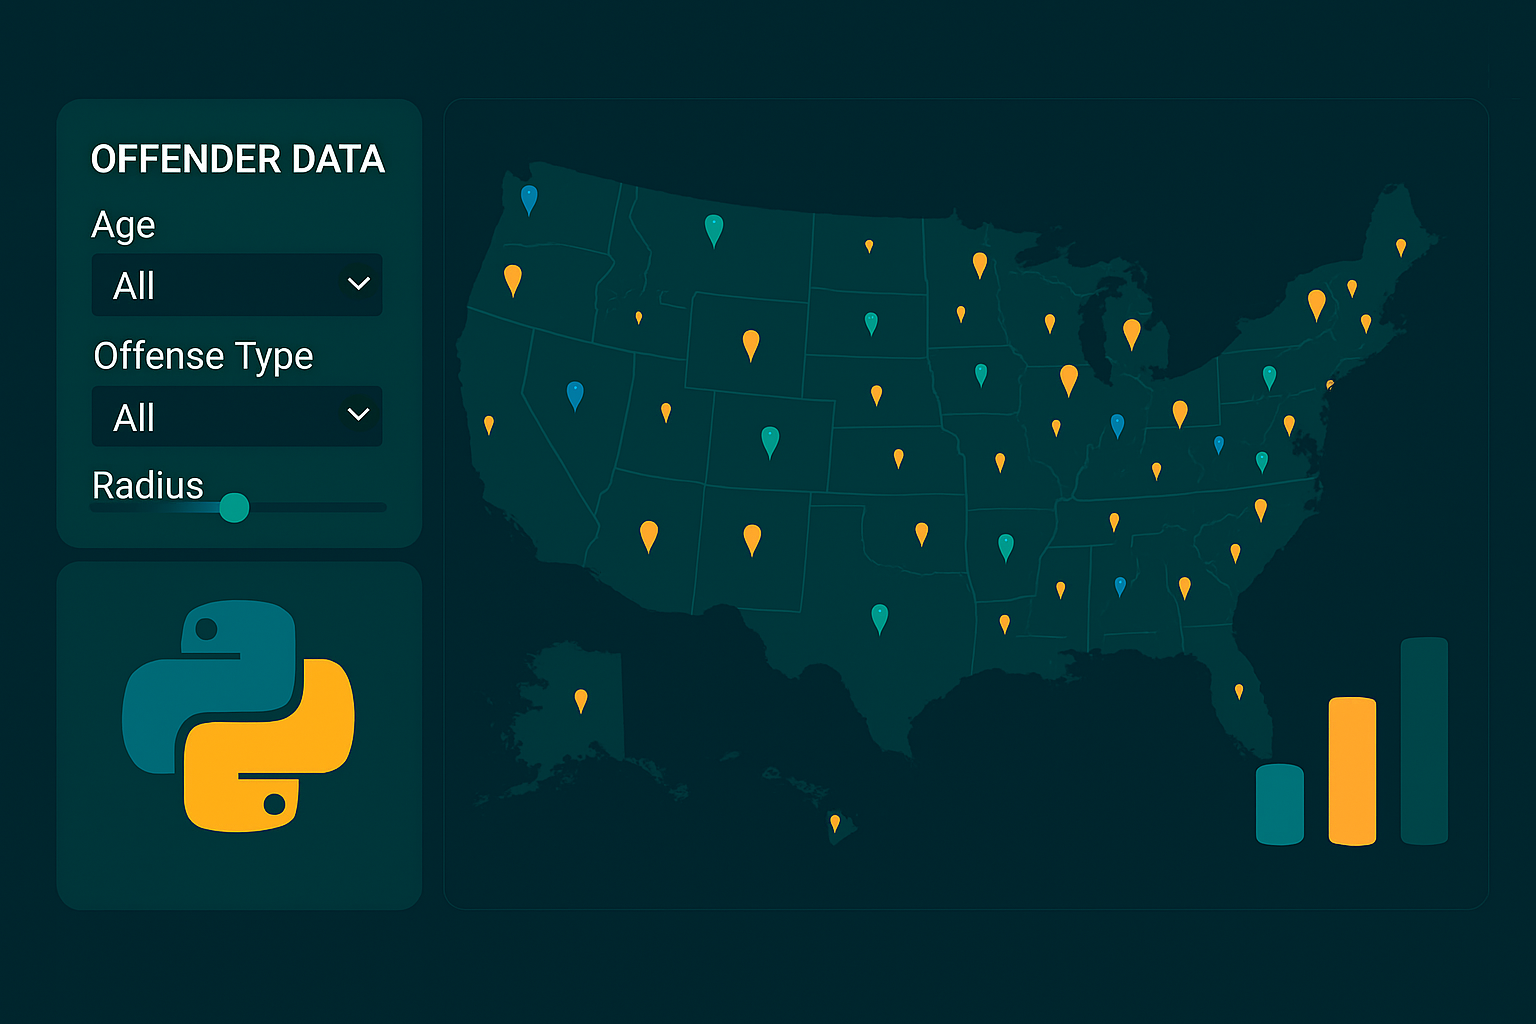 OFFENDER DATA
Age
All
Offense Type
All
Radius